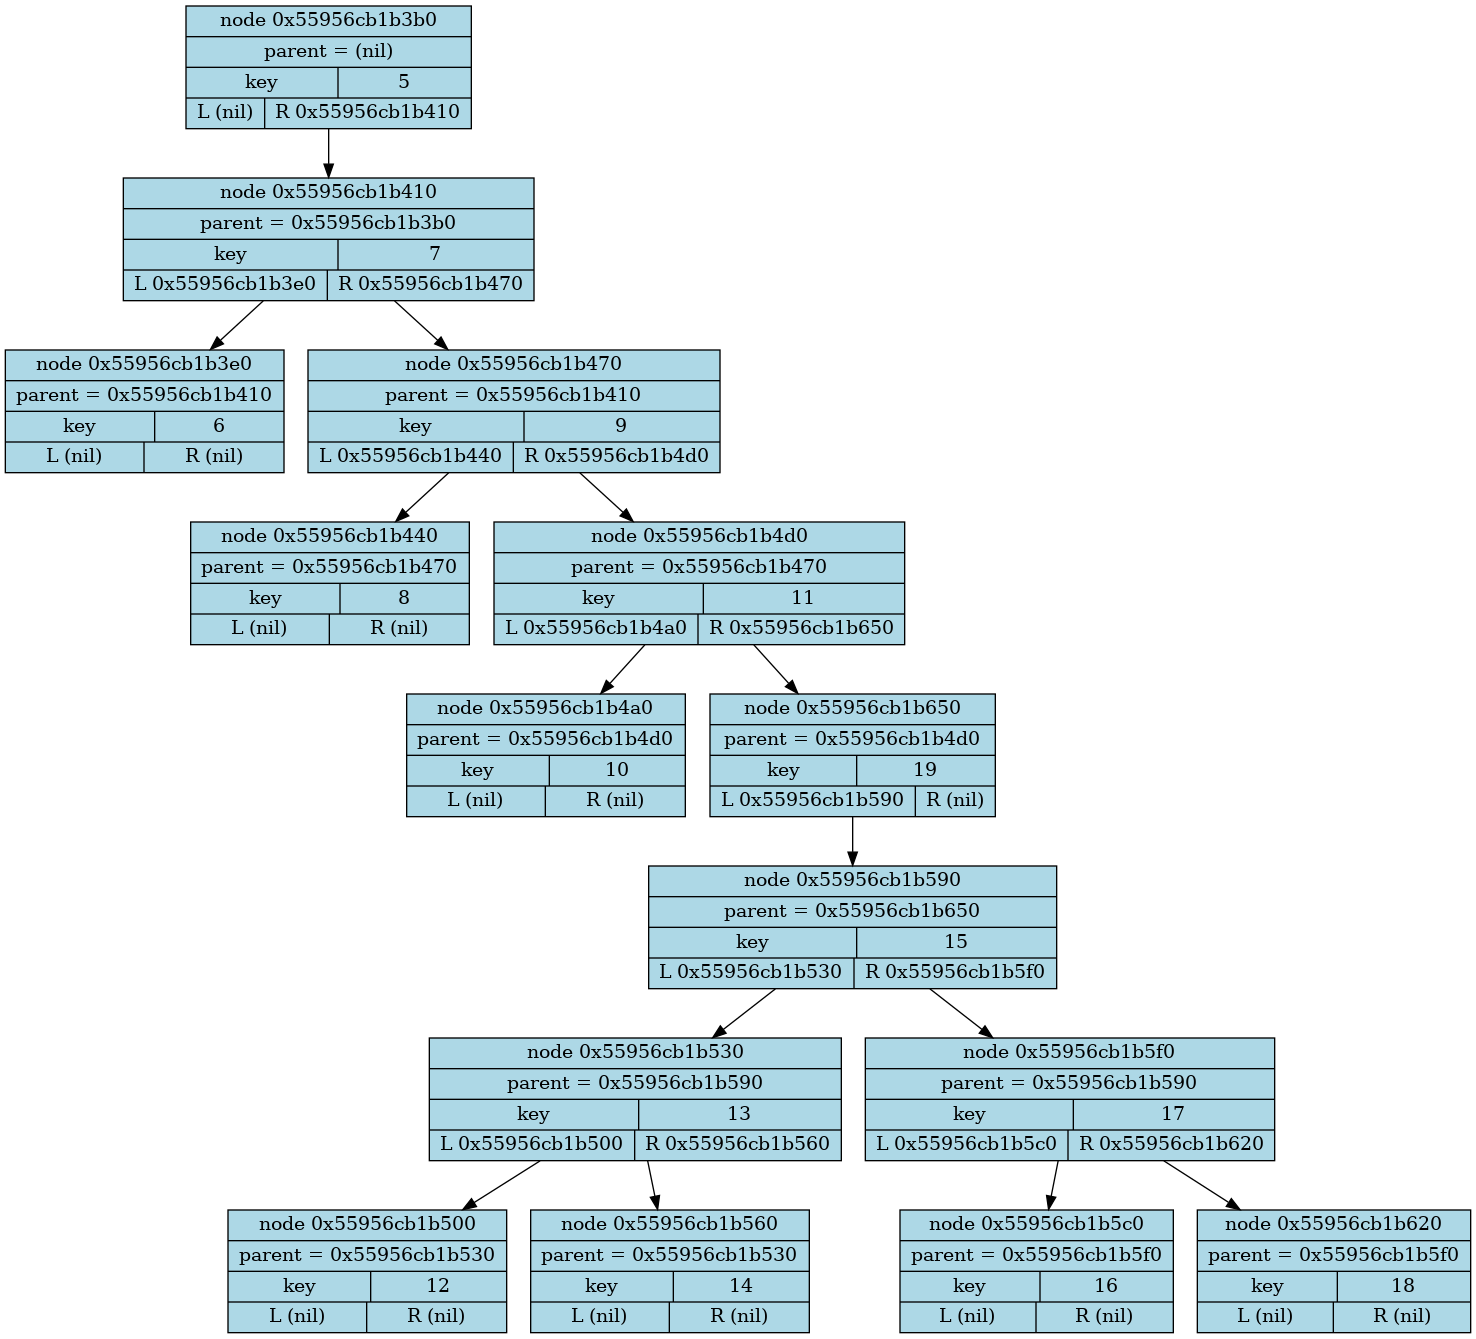 node 0x55956cb1b3b0
parent = (nil)
key 5
L (nil) R 0x55956cb1b410
node 0x55956cb1b410
parent = 0x55956cb1b3b0
key 7
L 0x55956cb1b3e0 R 0x55956cb1b470
node 0x55956cb1b3e0
parent = 0x55956cb1b410
key 6
L (nil) R (nil)
node 0x55956cb1b470
parent = 0x55956cb1b410
key 9
L 0x55956cb1b440 R 0x55956cb1b4d0
node 0x55956cb1b440
parent = 0x55956cb1b470
key 8
L (nil) R (nil)
node 0x55956cb1b4d0
parent = 0x55956cb1b470
key 11
L 0x55956cb1b4a0 R 0x55956cb1b650
node 0x55956cb1b4a0
parent = 0x55956cb1b4d0
key 10
L (nil) R (nil)
node 0x55956cb1b650
parent = 0x55956cb1b4d0
key 19
L 0x55956cb1b590 R (nil)
node 0x55956cb1b590
parent = 0x55956cb1b650
key 15
L 0x55956cb1b530 R 0x55956cb1b5f0
node 0x55956cb1b530
parent = 0x55956cb1b590
key 13
L 0x55956cb1b500 R 0x55956cb1b560
node 0x55956cb1b5f0
parent = 0x55956cb1b590
key 17
L 0x55956cb1b5c0 R 0x55956cb1b620
node 0x55956cb1b500
parent = 0x55956cb1b530
key 12
L (nil) R (nil)
node 0x55956cb1b560
parent = 0x55956cb1b530
key 14
L (nil) R (nil)
node 0x55956cb1b5c0
parent = 0x55956cb1b5f0
key 16
L (nil) R (nil)
node 0x55956cb1b620
parent = 0x55956cb1b5f0
key 18
L (nil) R (nil)